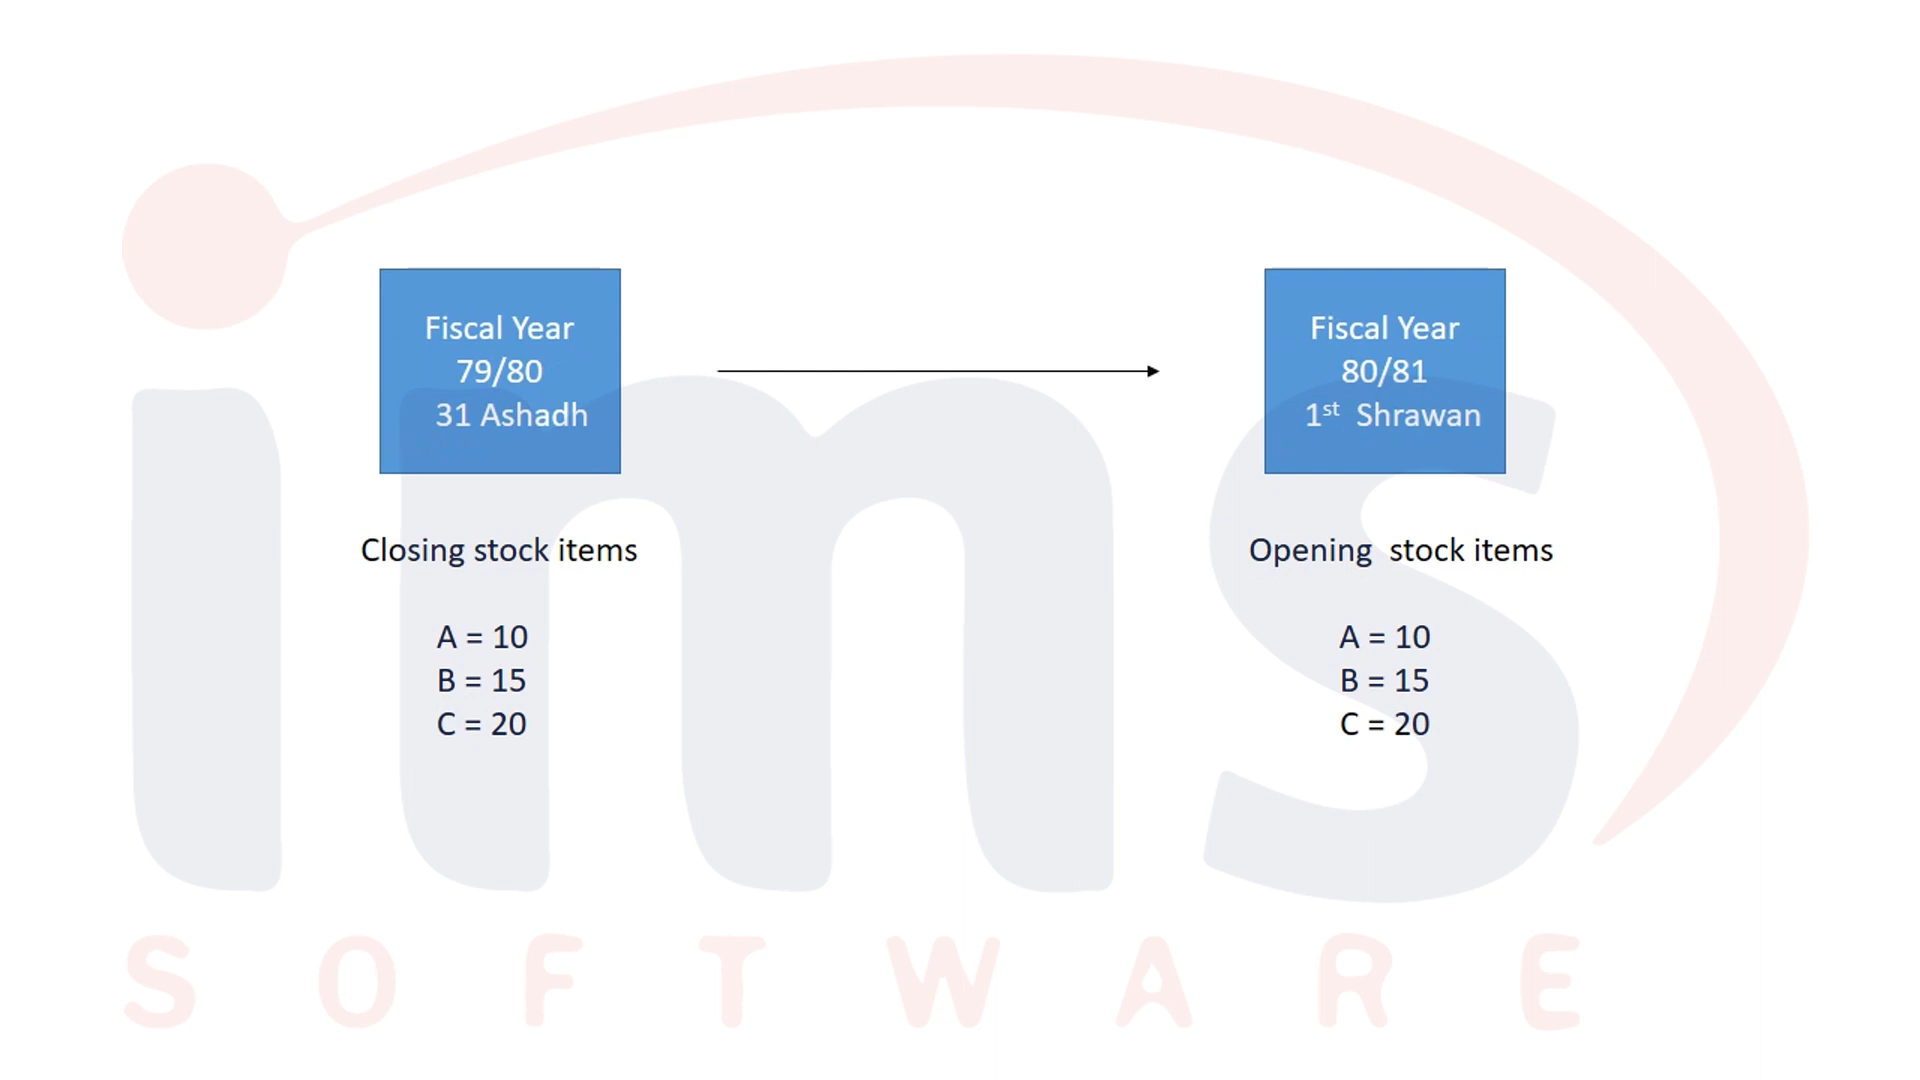 Fiscal Year
79/80
31 Ashadh
Fiscal Year
80/81
1st Shrawan
Closing stock items
A = 10
B = 15
C = 20
Opening stock items
A = 10
B = 15
C = 20
ims
SOFTWARE